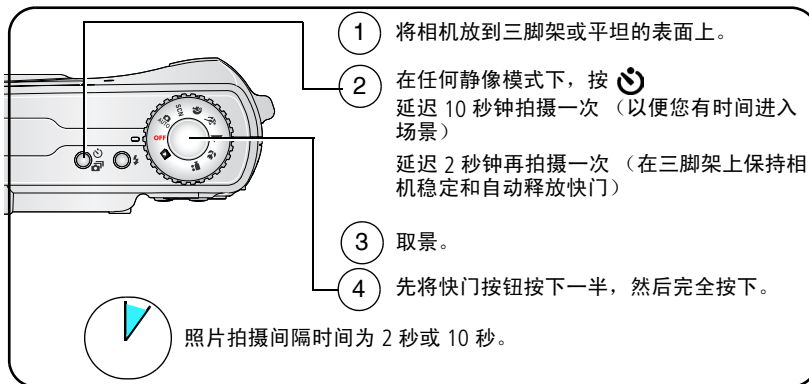 1 将相机放到三脚架或平坦的表面上。
2 在任何静像模式下，按
延迟 10 秒钟拍摄一次 （以便您有时间进入
场景）
延迟 2 秒钟再拍摄一次 （在三脚架上保持相
机稳定和自动释放快门）
SCN
OFF
3 取景。
4 先将快门按钮按下一半，然后完全按下。
照片拍摄间隔时间为 2 秒或 10 秒。